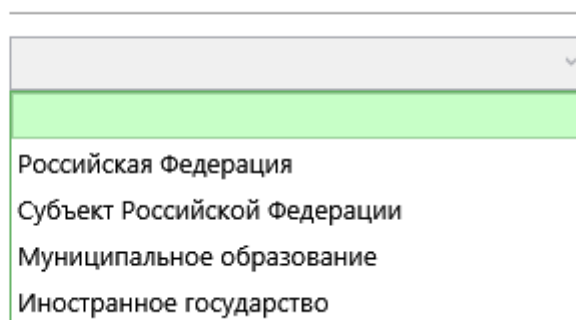 Российская Федерация
Субъект Российской Федерации
Муниципальное образование
Иностранное государство